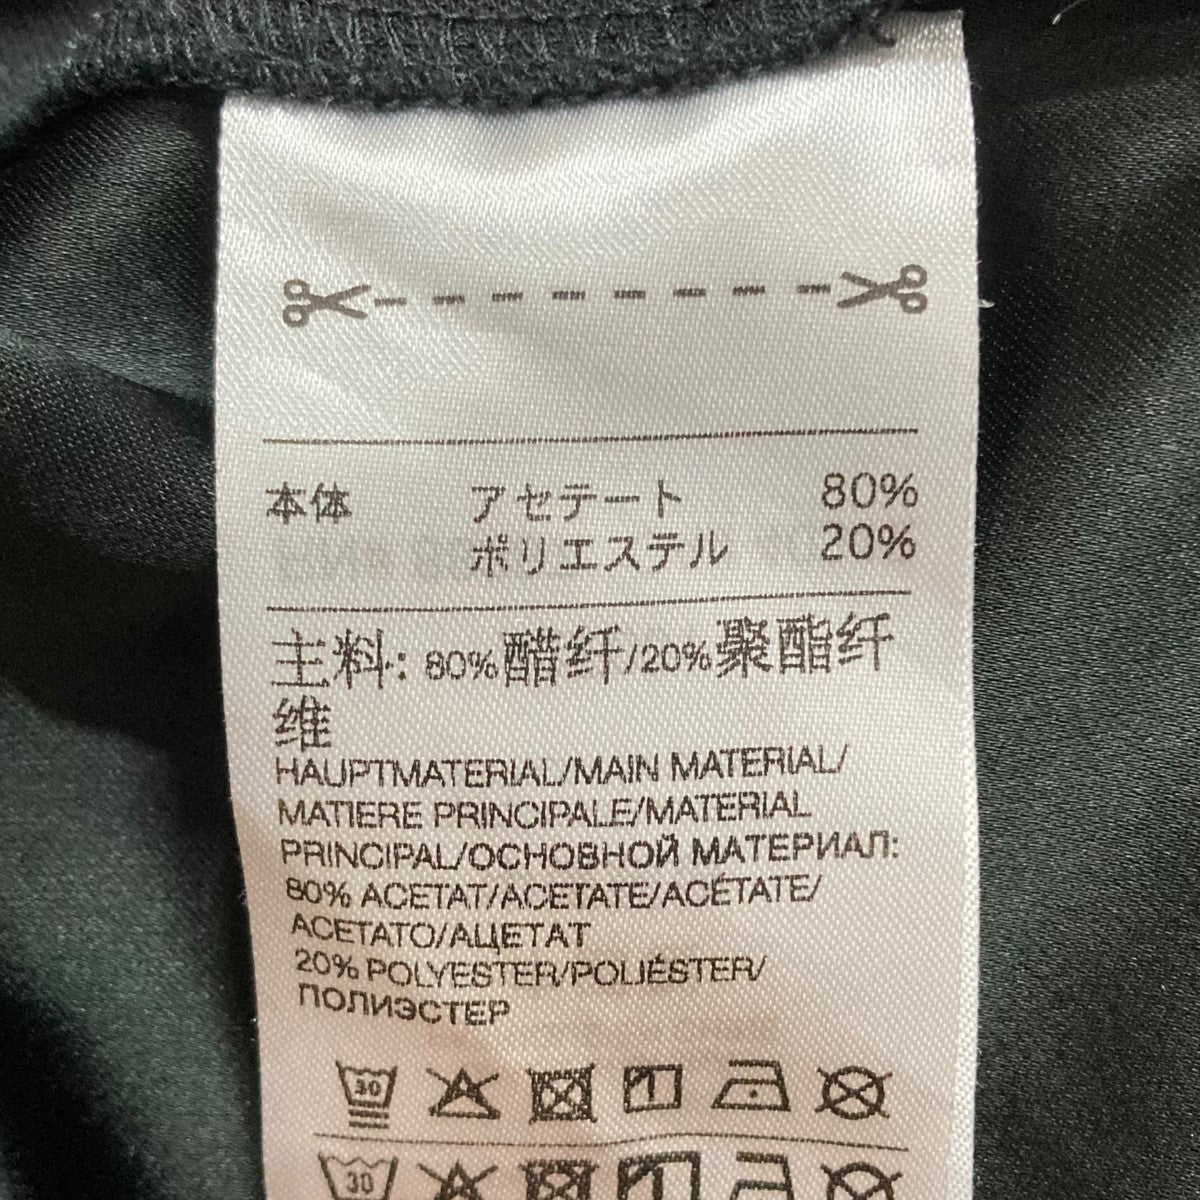 本体 アセテート 80%
ポリエステル 20%
主料: 80%醋纤/20%聚酯纤
维
HAUPTMATERIAL/MAIN MATERIAL/
MATIERE PRINCIPALE/MATERIAL
PRINCIPAL/ОСНОВНОЙ МАТЕРИАЛ:
80% ACETAT/ACETATE/ACÉTATE/
ACETATO/АЦЕТАТ
20% POLYESTER/POLIÉSTER/
ПОЛИЭСТЕР
30
30